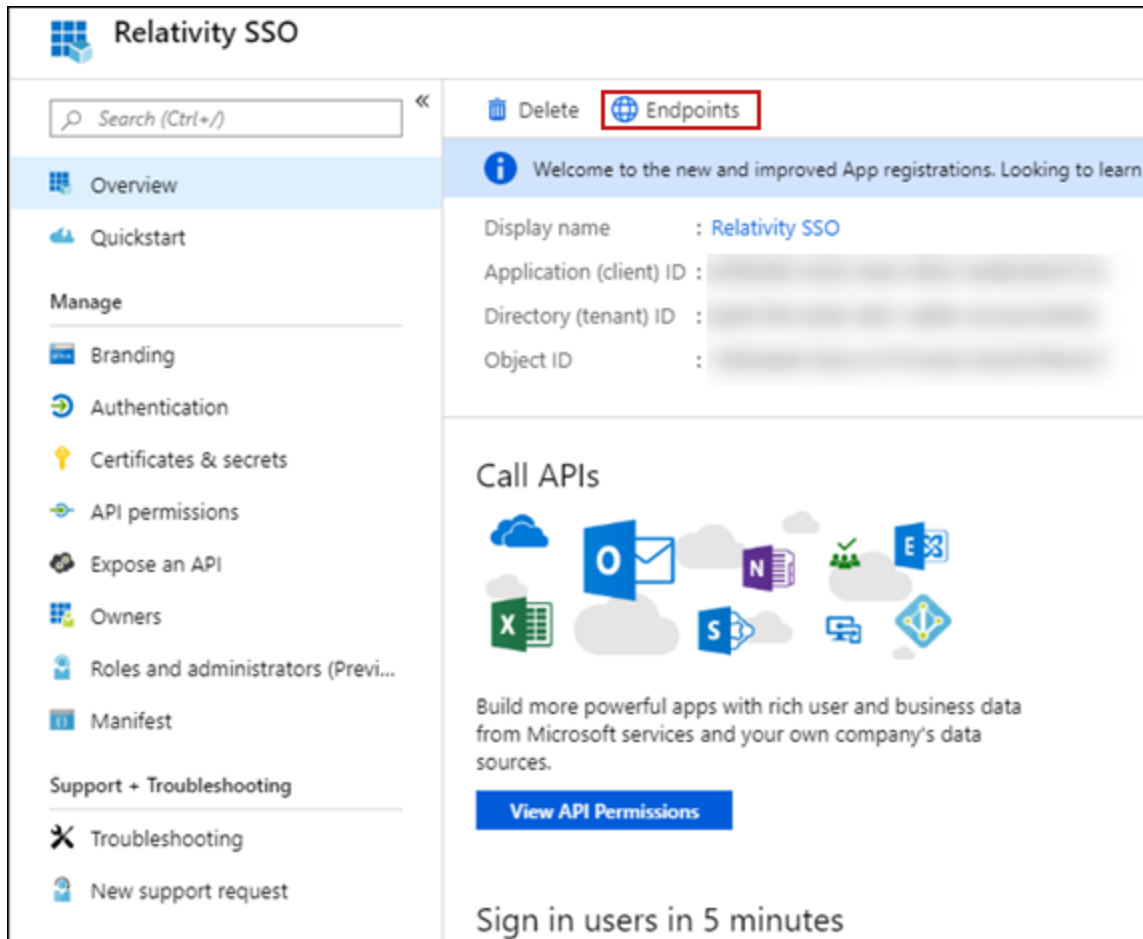 Relativity SSO
Search (Ctrl+/)
«
Overview
Quickstart
Manage
Branding
Authentication
Certificates & secrets
API permissions
Expose an API
Owners
Roles and administrators (Previ...
Manifest
Support + Troubleshooting
Troubleshooting
New support request
Delete
Endpoints
Welcome to the new and improved App registrations. Looking to learn
Display name : Relativity SSO
Application (client) ID :
Directory (tenant) ID :
Object ID :
Call APIs
O
N
E
X
S
Build more powerful apps with rich user and business data
from Microsoft services and your own company's data
sources.
View API Permissions
Sign in users in 5 minutes